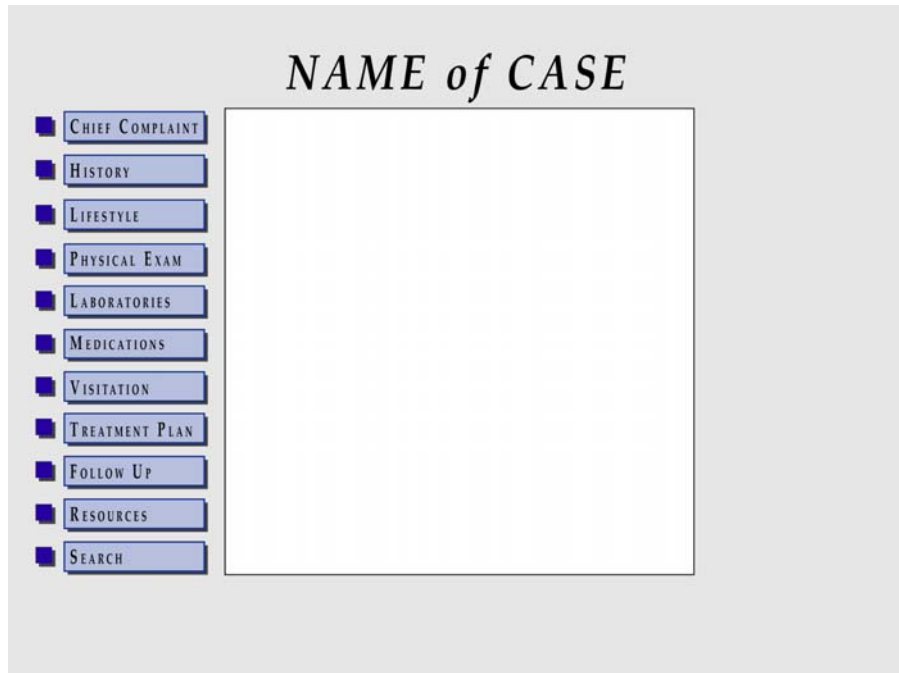 NAME of CASE
CHIEF COMPLAINT
HISTORY
LIFESTYLE
PHYSICAL EXAM
LABORATORIES
MEDICATIONS
VISITATION
TREATMENT PLAN
FOLLOW UP
RESOURCES
SEARCH